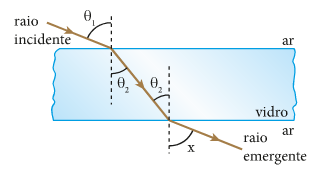 θ₁
raio
incidente
ar
θ₂
θ₂
vidro
ar
x
raio
emergente